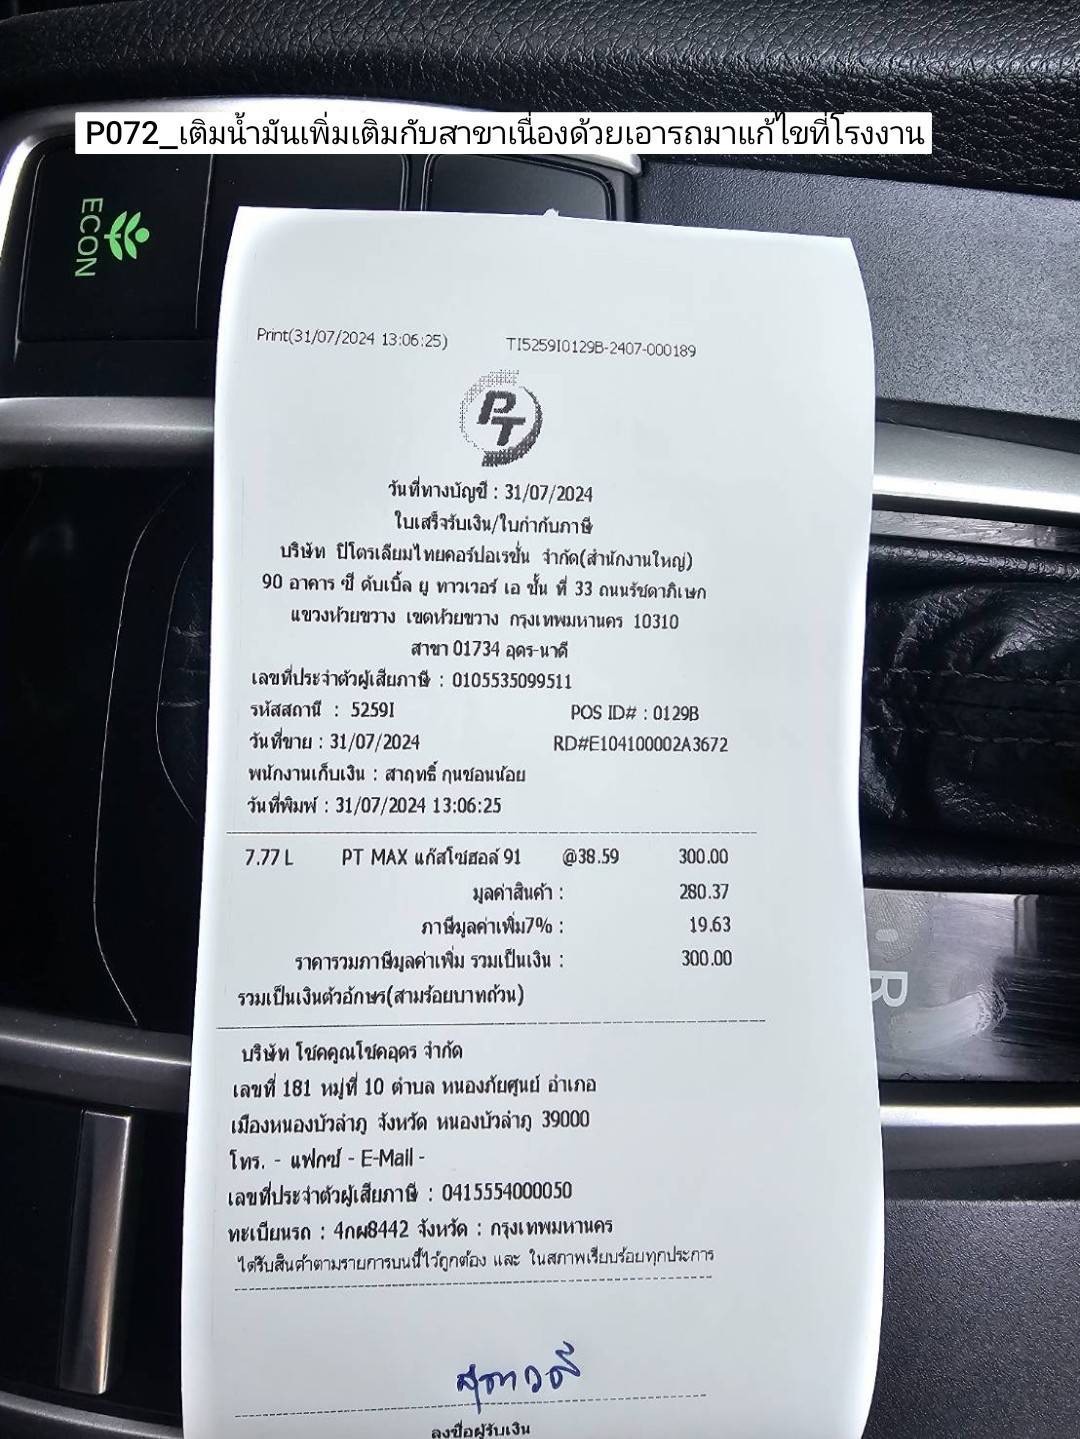 P072_เติมน้ำมันเพิ่มเติมกับสาขาเนื่องด้วยเอารถมาแก้ไขที่โรงงาน
ECON
Print(31/07/2024 13:06:25) TI5259I0129B-2407-000189
PT
วันที่ทางบัญชี : 31/07/2024
ใบเสร็จรับเงิน/ใบกำกับภาษี
บริษัท ปิโตรเลียมไทยคอร์ปอเรชั่น จำกัด(สำนักงานใหญ่)
90 อาคาร ซี ดับเบิ้ล ยู ทาวเวอร์ เอ ชั้น ที่ 33 ถนนรัชดาภิเษก
แขวงห้วยขวาง เขตห้วยขวาง กรุงเทพมหานคร 10310
สาขา 01734 อุดร-นาดี
เลขที่ประจำตัวผู้เสียภาษี : 0105535099511
รหัสสถานี : 5259I POS ID# : 0129B
วันที่ขาย : 31/07/2024 RD#E104100002A3672
พนักงานเก็บเงิน : สาฤทธิ์ กุนซอนน้อย
วันที่พิมพ์ : 31/07/2024 13:06:25
7.77 L PT MAX แก๊สโซฮอล์ 91 @38.59 300.00
มูลค่าสินค้า : 280.37
ภาษีมูลค่าเพิ่ม7% : 19.63
ราคารวมภาษีมูลค่าเพิ่ม รวมเป็นเงิน : 300.00
รวมเป็นเงินตัวอักษร(สามร้อยบาทถ้วน)
บริษัท โชคคูณโชคอุดร จำกัด
เลขที่ 181 หมู่ที่ 10 ตำบล หนองภัยศูนย์ อำเภอ
เมืองหนองบัวลำภู จังหวัด หนองบัวลำภู 39000
โทร. - แฟกซ์ - E-Mail -
เลขที่ประจำตัวผู้เสียภาษี : 0415554000050
ทะเบียนรถ : 4กผ8442 จังหวัด : กรุงเทพมหานคร
ได้รับสินค้าตามรายการบนนี้ไว้ถูกต้อง และ ในสภาพเรียบร้อยทุกประการ
ลงชื่อผู้รับเงิน
R